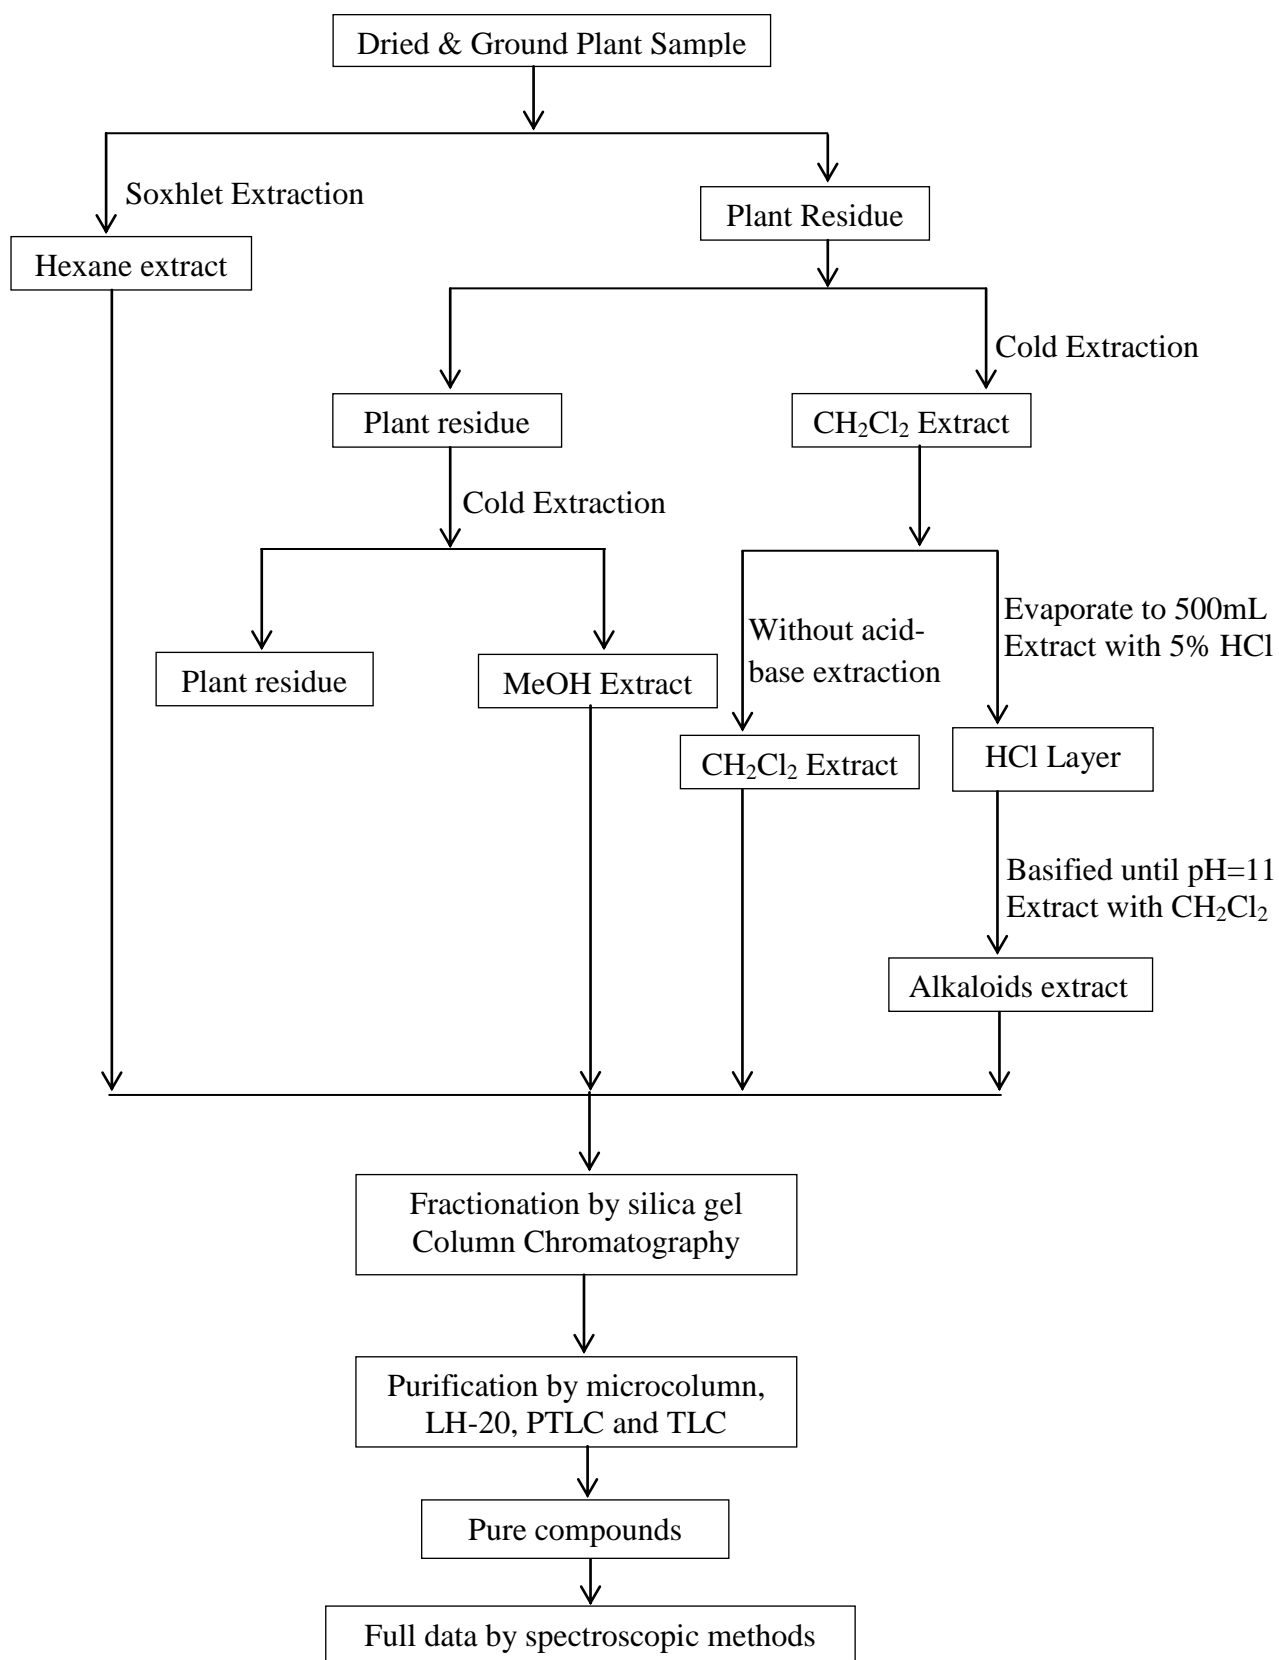 Dried & Ground Plant Sample
Soxhlet Extraction
Plant Residue
Hexane extract
Cold Extraction
Plant residue
CH₂Cl₂ Extract
Cold Extraction
Without acid-
base extraction
Evaporate to 500mL
Extract with 5% HCl
Plant residue
MeOH Extract
CH₂Cl₂ Extract
HCl Layer
Basified until pH=11
Extract with CH₂Cl₂
Alkaloids extract
Fractionation by silica gel
Column Chromatography
Purification by microcolumn,
LH-20, PTLC and TLC
Pure compounds
Full data by spectroscopic methods